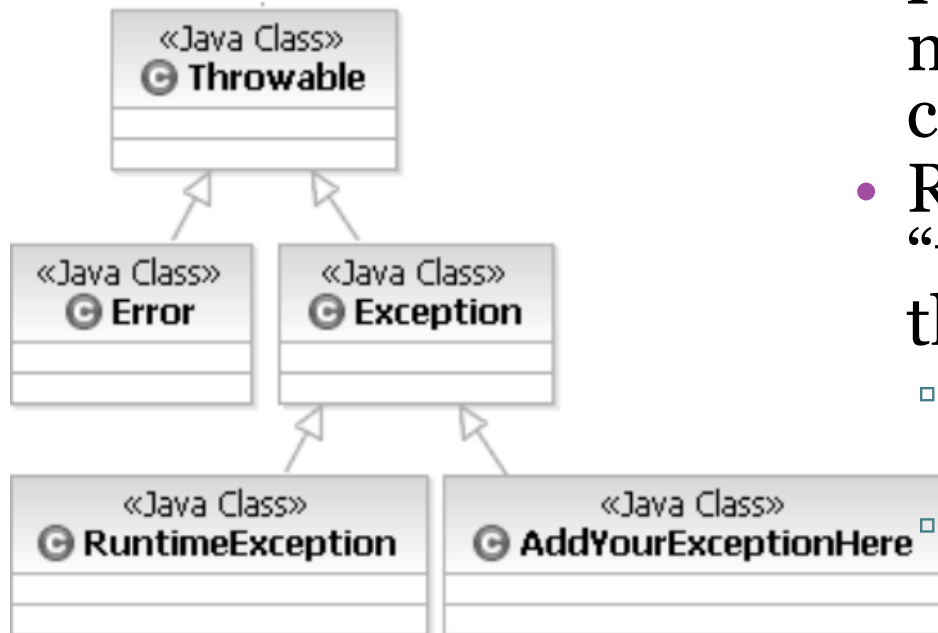 «Java Class»
Throwable
«Java Class»
Error
«Java Class»
Exception
«Java Class»
RuntimeException
«Java Class»
AddYourExceptionHere